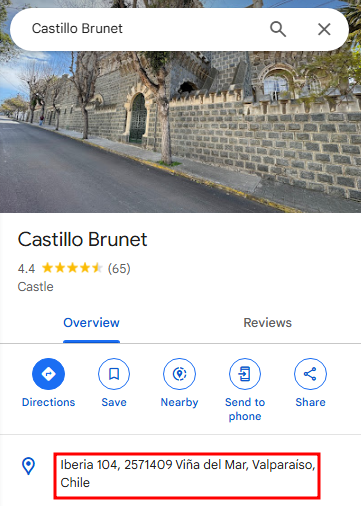 Castillo Brunet
Castillo Brunet
4.4 (65)
Castle
Overview Reviews
Directions Save Nearby Send to phone Share
Iberia 104, 2571409 Viña del Mar, Valparaíso,
Chile